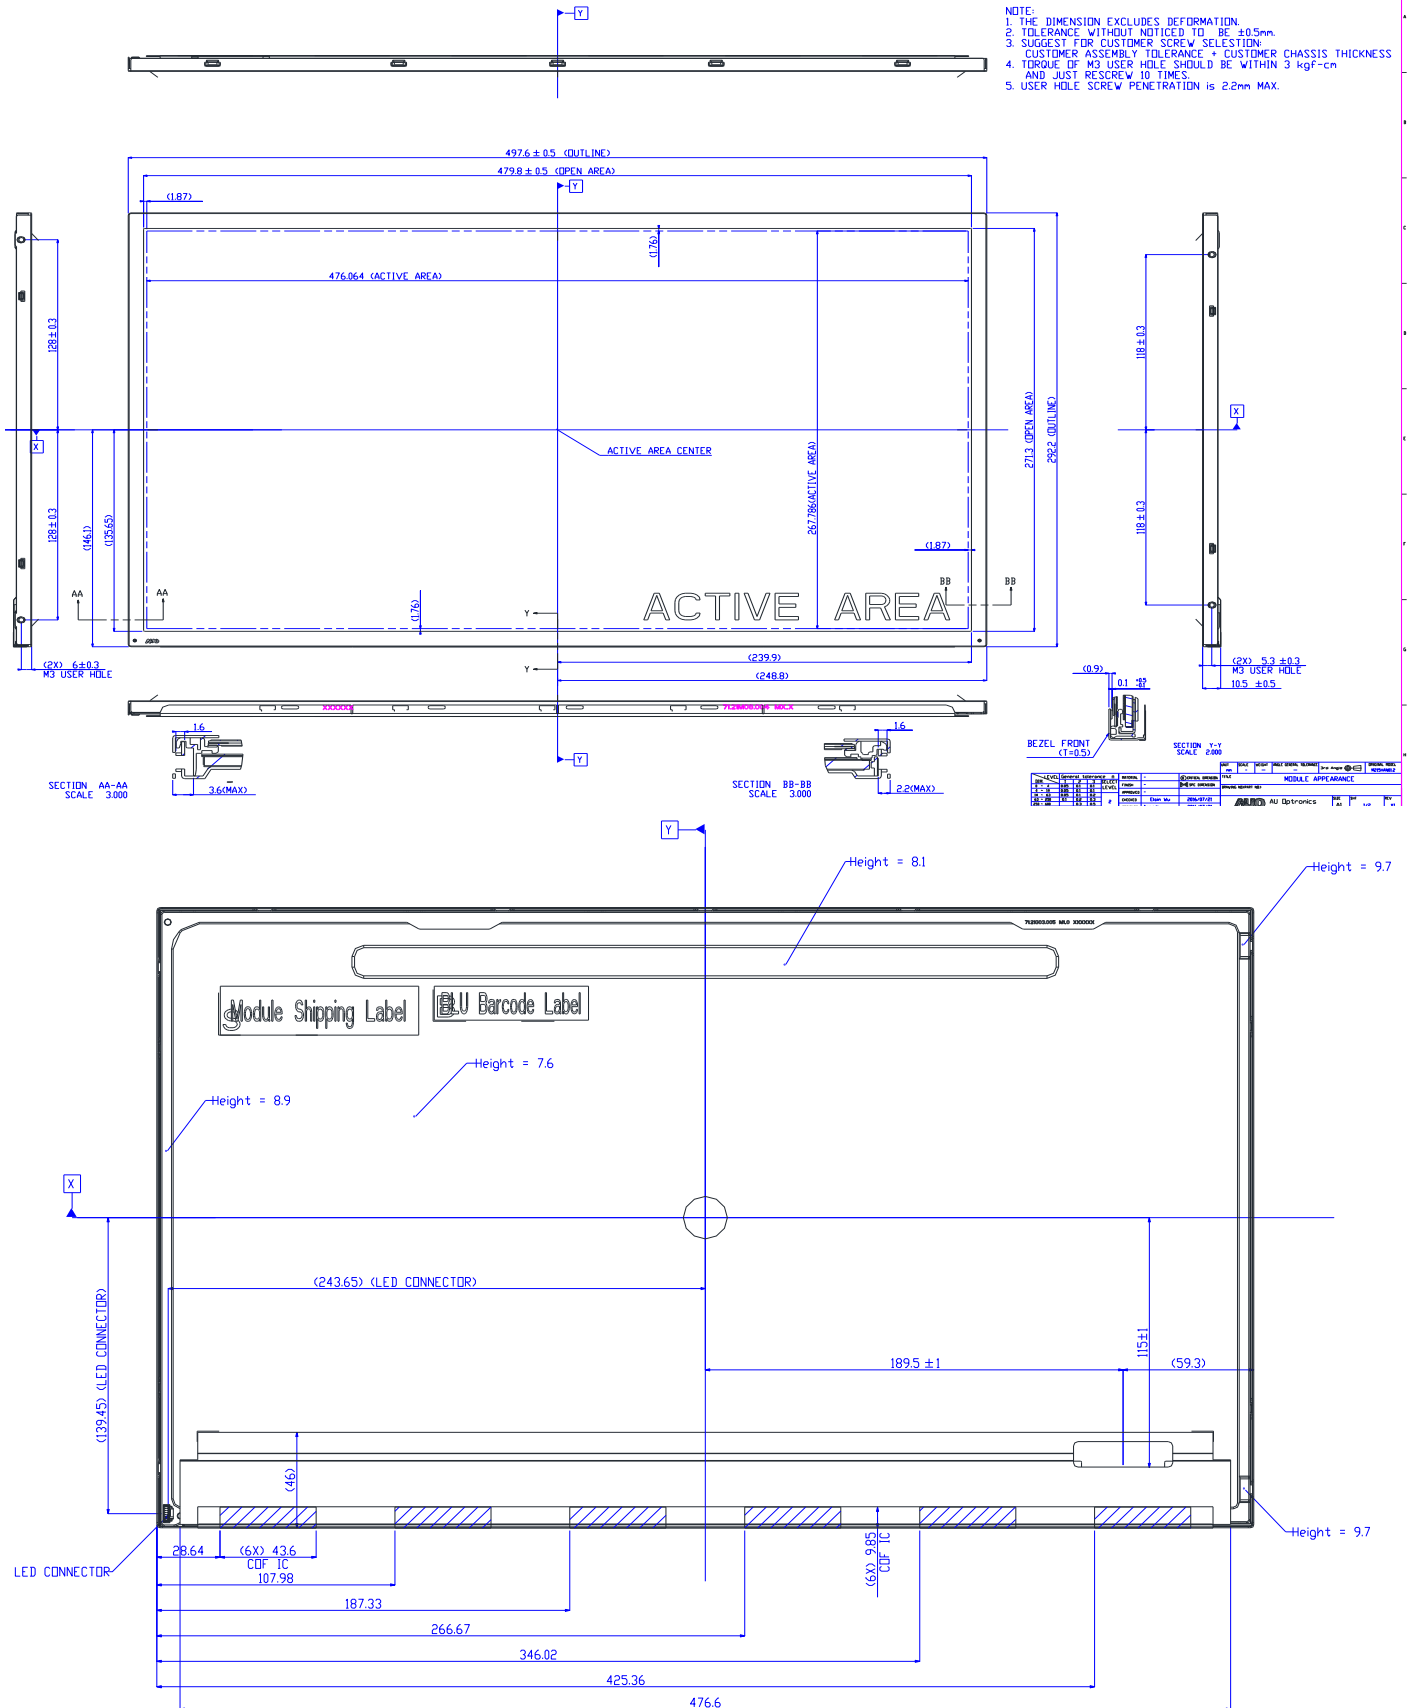 NOTE:
1. THE DIMENSION EXCLUDES DEFORMATION.
2. TOLERANCE WITHOUT NOTICED TO BE ±0.5mm.
3. SUGGEST FOR CUSTOMER SCREW SELESTION:
CUSTOMER ASSEMBLY TOLERANCE + CUSTOMER CHASSIS THICKNESS
4. TORQUE OF M3 USER HOLE SHOULD BE WITHIN 3 kgf-cm
AND JUST RESCREW 10 TIMES.
5. USER HOLE SCREW PENETRATION is 2.2mm MAX.
Y
497.6 ± 0.5 (OUTLINE)
479.8 ± 0.5 (OPEN AREA)
Y
(1.87)
(1.76)
476.064 (ACTIVE AREA)
128 ± 0.3
118 ± 0.3
X
X
271.3 (OPEN AREA)
292.2 (OUTLINE)
ACTIVE AREA CENTER
267.786(ACTIVE AREA)
128 ± 0.3
(146.1)
(135.65)
118 ± 0.3
(1.87)
AA
AA
(1.76)
Y
ACTIVE AREA
BB
BB
(2X) 6±0.3
M3 USER HOLE
(239.9)
Y
(248.8)
(2X) 5.3 ±0.3
M3 USER HOLE
10.5 ±0.5
(0.9)
0.1
XXXXXX
1.6
1.6
BEZEL FRONT
(T=0.5)
SECTION Y-Y
SCALE 2.000
Y
SECTION AA-AA
SCALE 3.000
3.6(MAX)
SECTION BB-BB
SCALE 3.000
2.2(MAX)
MODULE APPEARANCE
AUO
AU Optronics
Y
Height = 8.1
Height = 9.7
Module Shipping Label
BLU Barcode Label
Height = 7.6
Height = 8.9
X
(243.65) (LED CONNECTOR)
(139.45) (LED CONNECTOR)
115±1
189.5 ±1
(59.3)
(46)
Height = 9.7
LED CONNECTOR
28.64
(6X) 43.6
COF IC
(6X) 9.85
COF IC
107.98
187.33
266.67
346.02
425.36
476.6